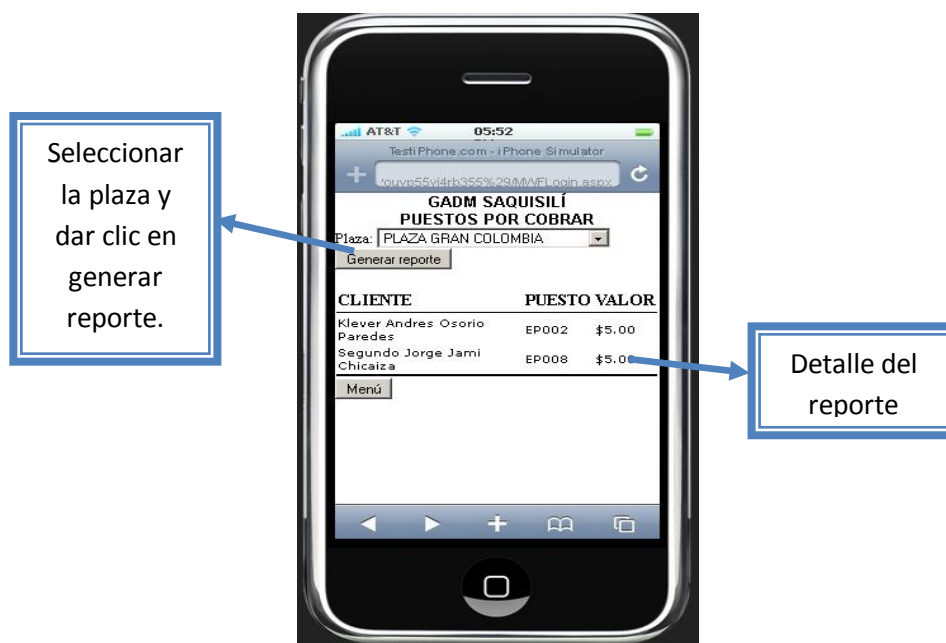 Seleccionar
la plaza y
dar clic en
generar
reporte.
AT&T 05:52
TestiPhone.com - iPhone Simulator
GADM SAQUISILÍ
PUESTOS POR COBRAR
Plaza: PLAZA GRAN COLOMBIA
Generar reporte
CLIENTE PUESTO VALOR
Klever Andres Osorio
Paredes EP002 $5.00
Segundo Jorge Jami
Chicaiza EP008 $5.00
Menú
Detalle del
reporte